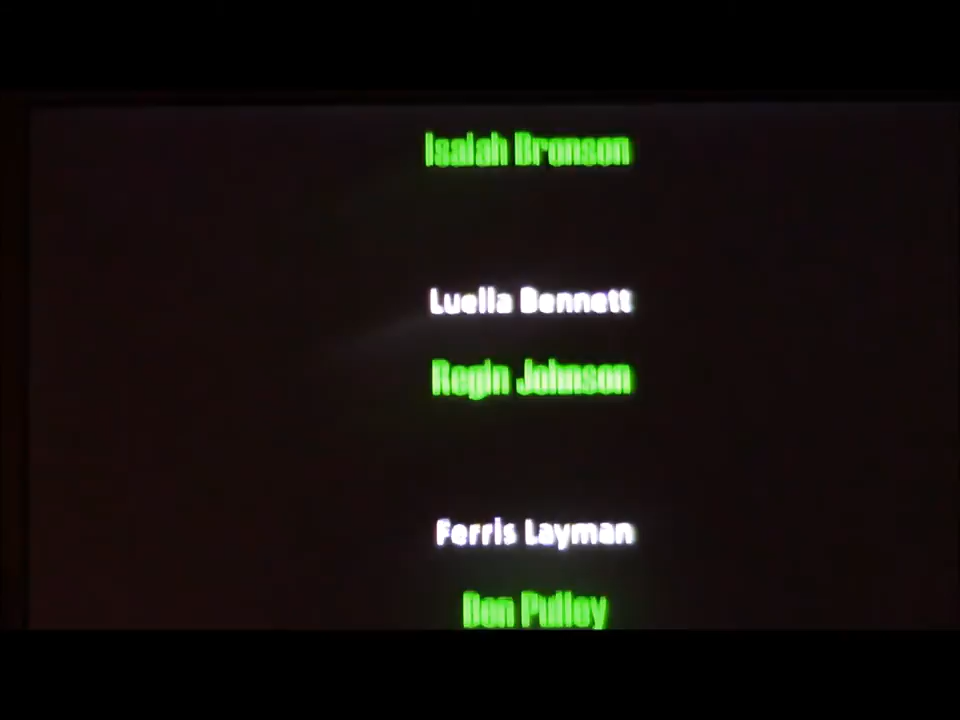 Isaiah Bronson
Luella Bennett
Regin Johnson
Ferris Layman
Don Pulley